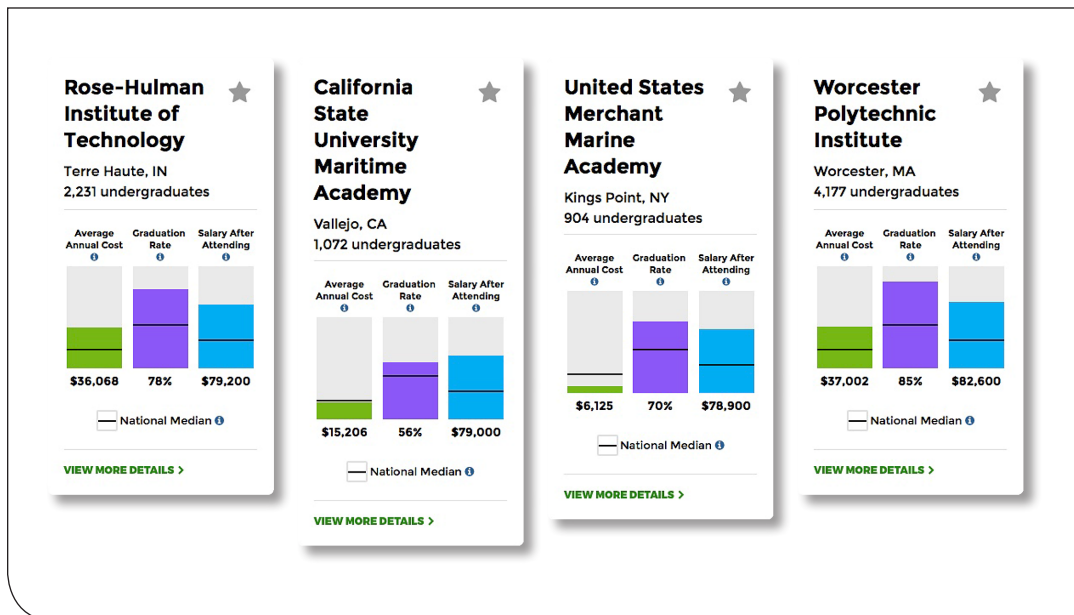 Rose-Hulman
Institute of
Technology
Terre Haute, IN
2,231 undergraduates
Average
Annual Cost
Graduation
Rate
Salary After
Attending
$36,068
78%
$79,200
National Median
VIEW MORE DETAILS >
California
State
University
Maritime
Academy
Vallejo, CA
1,072 undergraduates
Average
Annual Cost
Graduation
Rate
Salary After
Attending
$15,206
56%
$79,000
National Median
VIEW MORE DETAILS >
United States
Merchant
Marine
Academy
Kings Point, NY
904 undergraduates
Average
Annual Cost
Graduation
Rate
Salary After
Attending
$6,125
70%
$78,900
National Median
VIEW MORE DETAILS >
Worcester
Polytechnic
Institute
Worcester, MA
4,177 undergraduates
Average
Annual Cost
Graduation
Rate
Salary After
Attending
$37,002
85%
$82,600
National Median
VIEW MORE DETAILS >